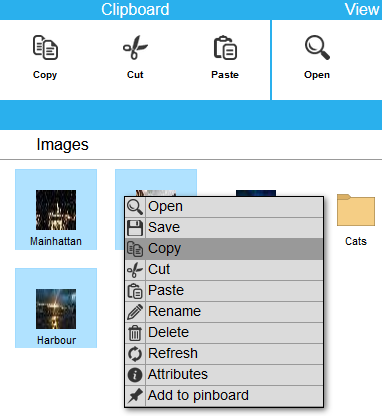 Clipboard View
Copy Cut Paste Open
Images
Mainhattan
Cats
Harbour
Open
Save
Copy
Cut
Paste
Rename
Delete
Refresh
Attributes
Add to pinboard